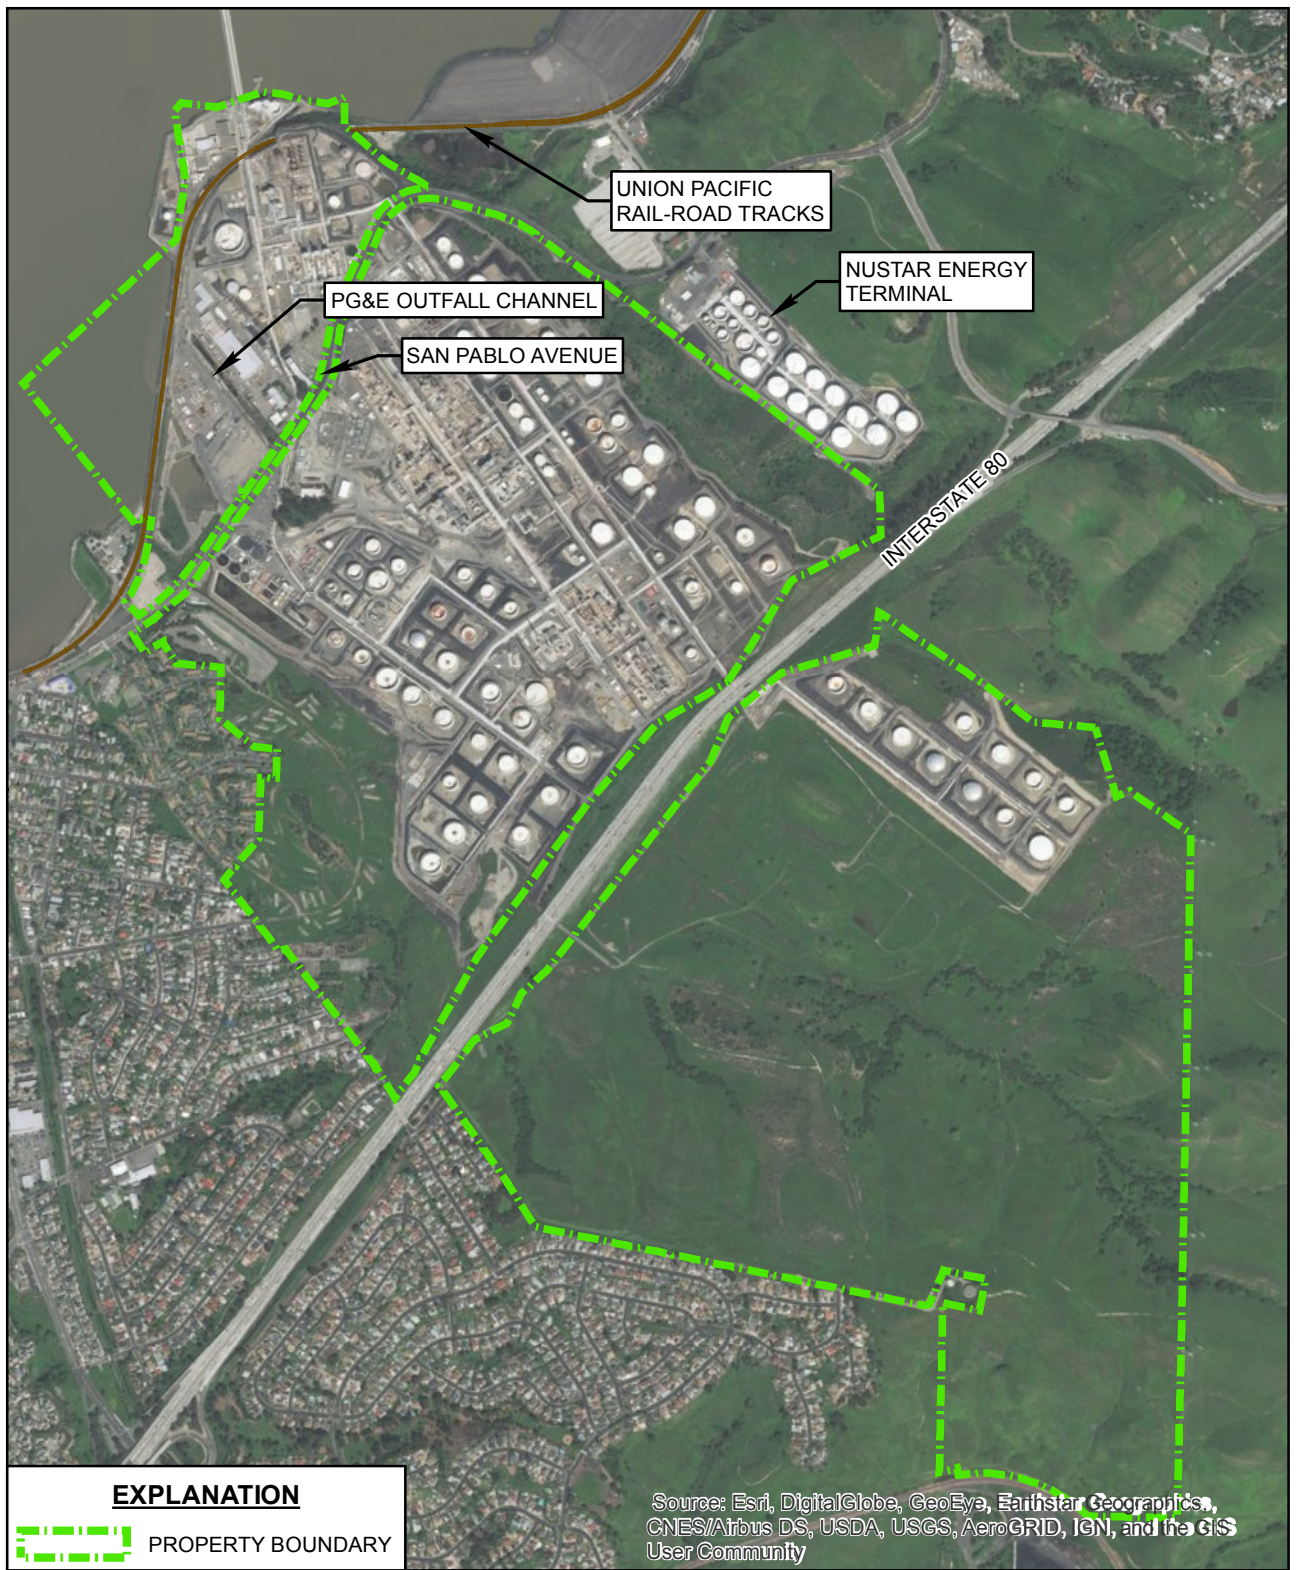 UNION PACIFIC
RAIL-ROAD TRACKS
NUSTAR ENERGY
TERMINAL
PG&E OUTFALL CHANNEL
SAN PABLO AVENUE
INTERSTATE 80
EXPLANATION
PROPERTY BOUNDARY
Source: Esri, DigitalGlobe, GeoEye, Earthstar Geographics,
CNES/Airbus DS, USDA, USGS, AeroGRID, IGN, and the GIS
User Community